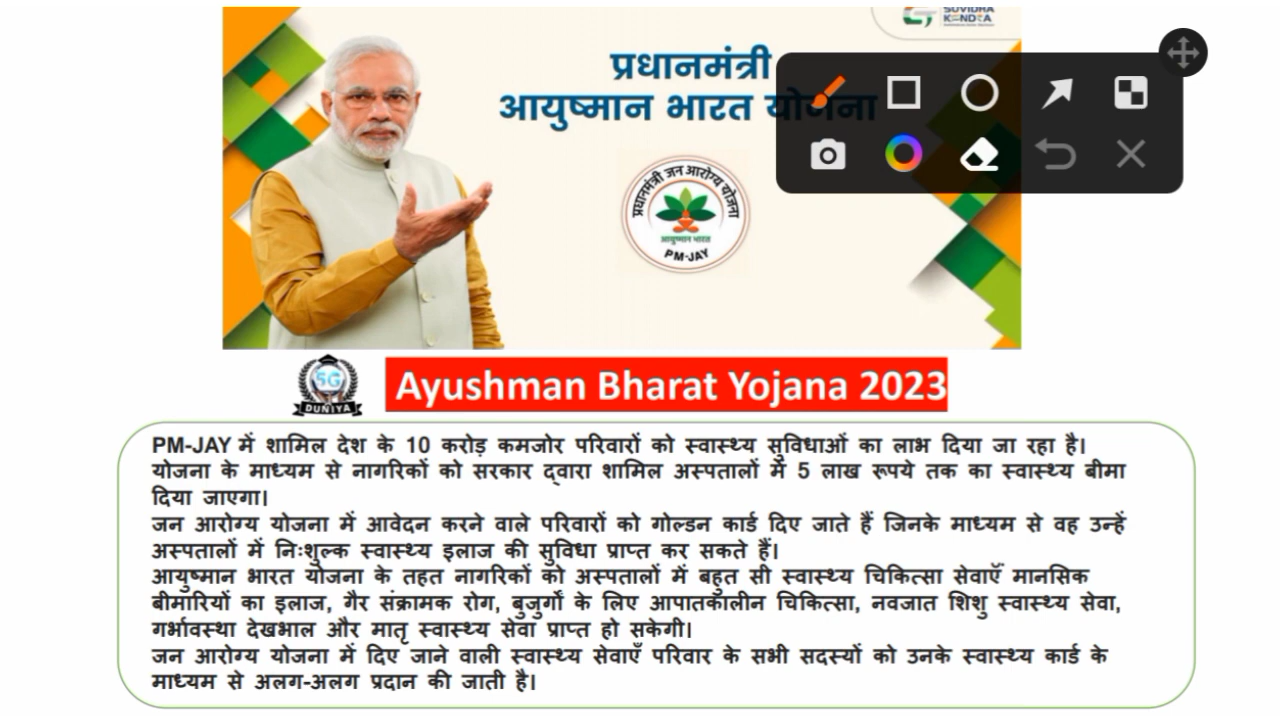 SUVIDHA
KENDRA
प्रधानमंत्री
आयुष्मान भारत योजना
प्रधानमंत्री जन आरोग्य योजना
आयुष्मान भारत
PM-JAY
5G
DUNIYA
Ayushman Bharat Yojana 2023
PM-JAY में शामिल देश के 10 करोड़ कमजोर परिवारों को स्वास्थ्य सुविधाओं का लाभ दिया जा रहा है।
योजना के माध्यम से नागरिकों को सरकार द्वारा शामिल अस्पतालों में 5 लाख रूपये तक का स्वास्थ्य बीमा
दिया जाएगा।
जन आरोग्य योजना में आवेदन करने वाले परिवारों को गोल्डन कार्ड दिए जाते हैं जिनके माध्यम से वह उन्हें
अस्पतालों में निःशुल्क स्वास्थ्य इलाज की सुविधा प्राप्त कर सकते हैं।
आयुष्मान भारत योजना के तहत नागरिकों को अस्पतालों में बहुत सी स्वास्थ्य चिकित्सा सेवाएँ मानसिक
बीमारियों का इलाज, गैर संक्रामक रोग, बुजुर्गों के लिए आपातकालीन चिकित्सा, नवजात शिशु स्वास्थ्य सेवा,
गर्भावस्था देखभाल और मातृ स्वास्थ्य सेवा प्राप्त हो सकेगी।
जन आरोग्य योजना में दिए जाने वाली स्वास्थ्य सेवाएँ परिवार के सभी सदस्यों को उनके स्वास्थ्य कार्ड के
माध्यम से अलग-अलग प्रदान की जाती है।